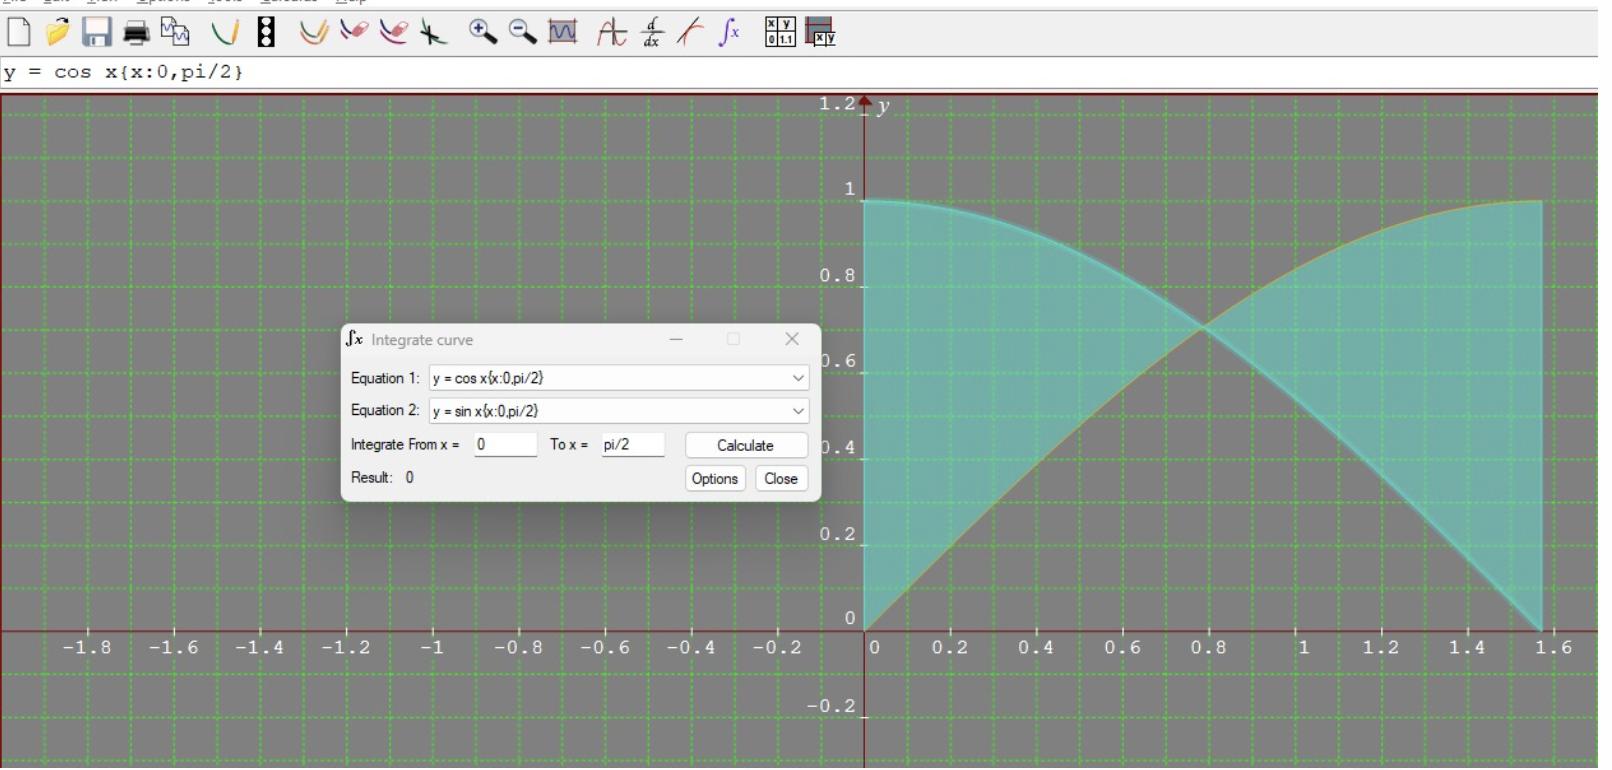 d
dx
∫x
x y
0 1.1
x y
y = cos x{x:0,pi/2}
1.2 y
1
0.8
0.6
0.4
0.2
0
-1.8 -1.6 -1.4 -1.2 -1 -0.8 -0.6 -0.4 -0.2 0 0.2 0.4 0.6 0.8 1 1.2 1.4 1.6
-0.2
∫x Integrate curve
Equation 1: y = cos x{x:0,pi/2}
Equation 2: y = sin x{x:0,pi/2}
Integrate From x = 0 To x = pi/2 Calculate
Result: 0 Options Close